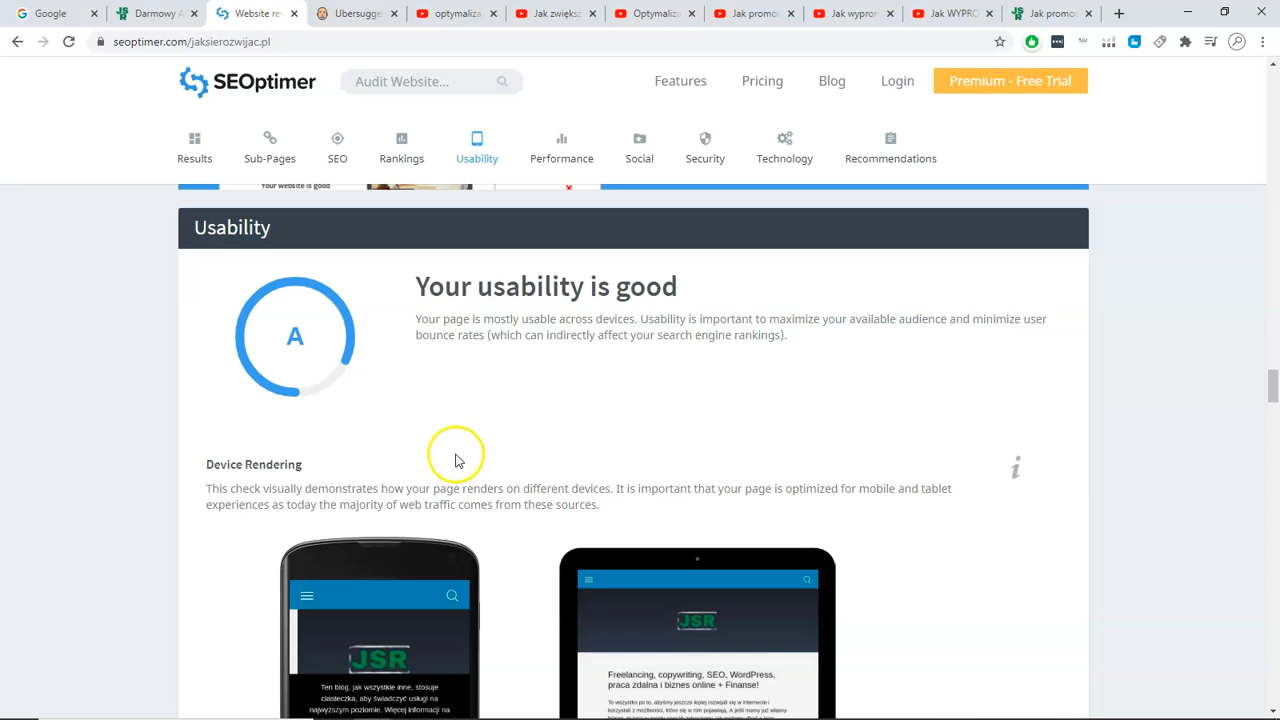 Google
Darmowy
Website re
Ubersugge
optymaliza
Jak zwięks
Optymaliz
Jak promo
Jak wypro
Jak WYPRO
Jak promo
seoptimer.com/jaksierozwijac.pl
SEOptimer
Audit Website...
Features
Pricing
Blog
Login
Premium - Free Trial
Results
Sub-Pages
SEO
Rankings
Usability
Performance
Social
Security
Technology
Recommendations
Your website is good
Usability
A
Your usability is good
Your page is mostly usable across devices. Usability is important to maximize your available audience and minimize user
bounce rates (which can indirectly affect your search engine rankings).
Device Rendering
i
This check visually demonstrates how your page renders on different devices. It is important that your page is optimized for mobile and tablet
experiences as today the majority of web traffic comes from these sources.
JSR
Ten blog, jak wszystkie inne, stosuje
ciasteczka, aby świadczyć usługi na
najwyższym poziomie. Więcej informacji na
JSR
Freelancing, copywriting, SEO, WordPress,
praca zdalna i biznes online + Finanse!